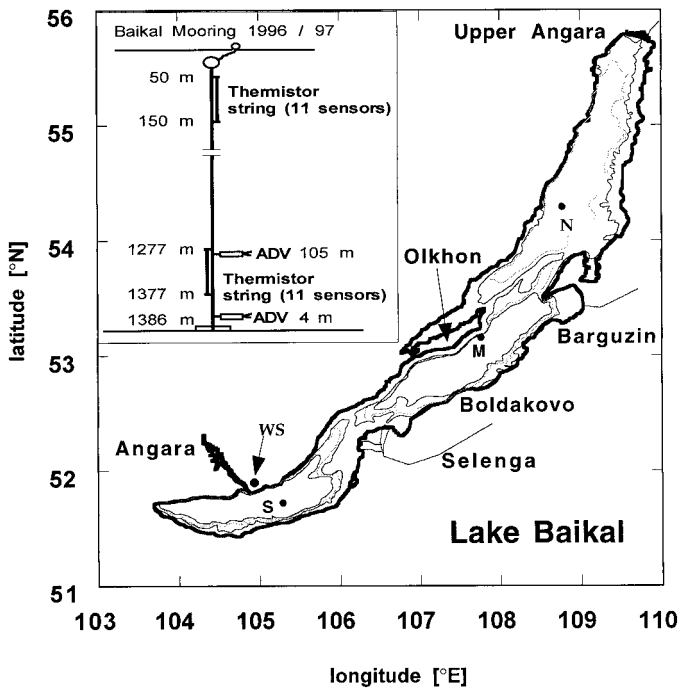 Baikal Mooring 1996 / 97
50 m
Thermistor
string (11 sensors)
150 m
1277 m
ADV 105 m
Thermistor
string (11 sensors)
1377 m
1386 m
ADV 4 m
Upper Angara
N
Olkhon
M
Barguzin
Boldakovo
Selenga
Angara
WS
S
Lake Baikal
56
55
54
53
52
51
latitude [°N]
103 104 105 106 107 108 109 110
longitude [°E]